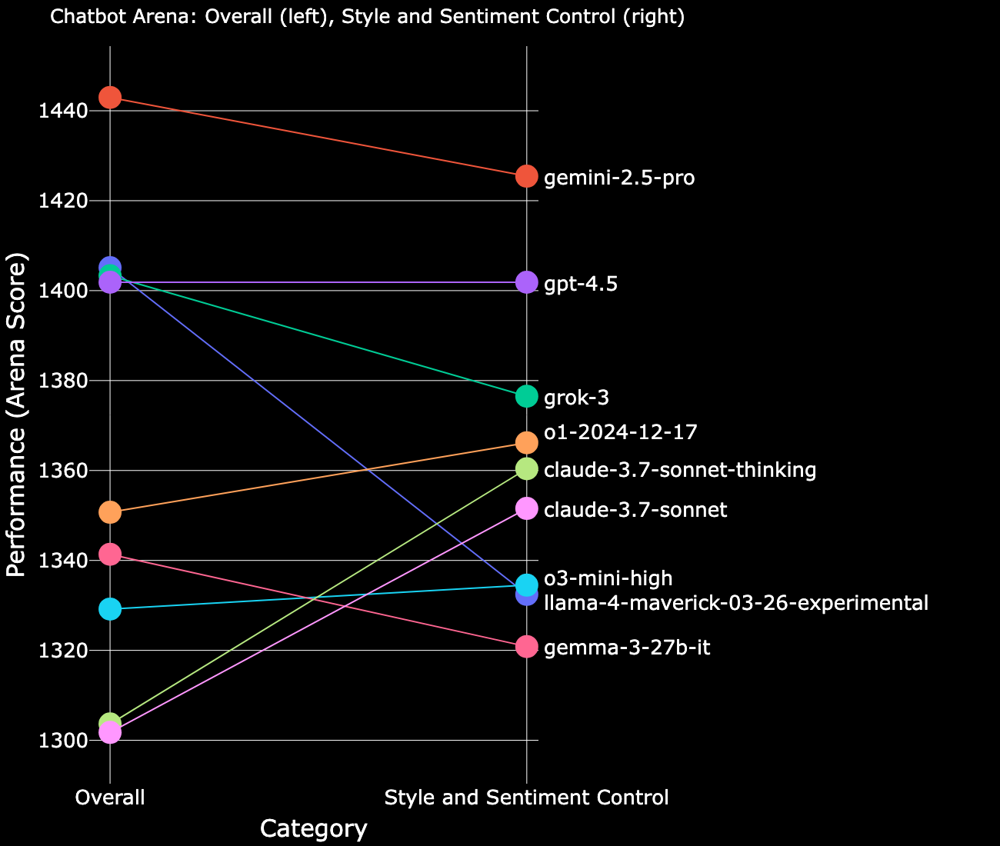 Chatbot Arena: Overall (left), Style and Sentiment Control (right)
Performance (Arena Score)
1440
1420
1400
1380
1360
1340
1320
1300
gemini-2.5-pro
gpt-4.5
grok-3
o1-2024-12-17
claude-3.7-sonnet-thinking
claude-3.7-sonnet
o3-mini-high
llama-4-maverick-03-26-experimental
gemma-3-27b-it
Overall
Style and Sentiment Control
Category